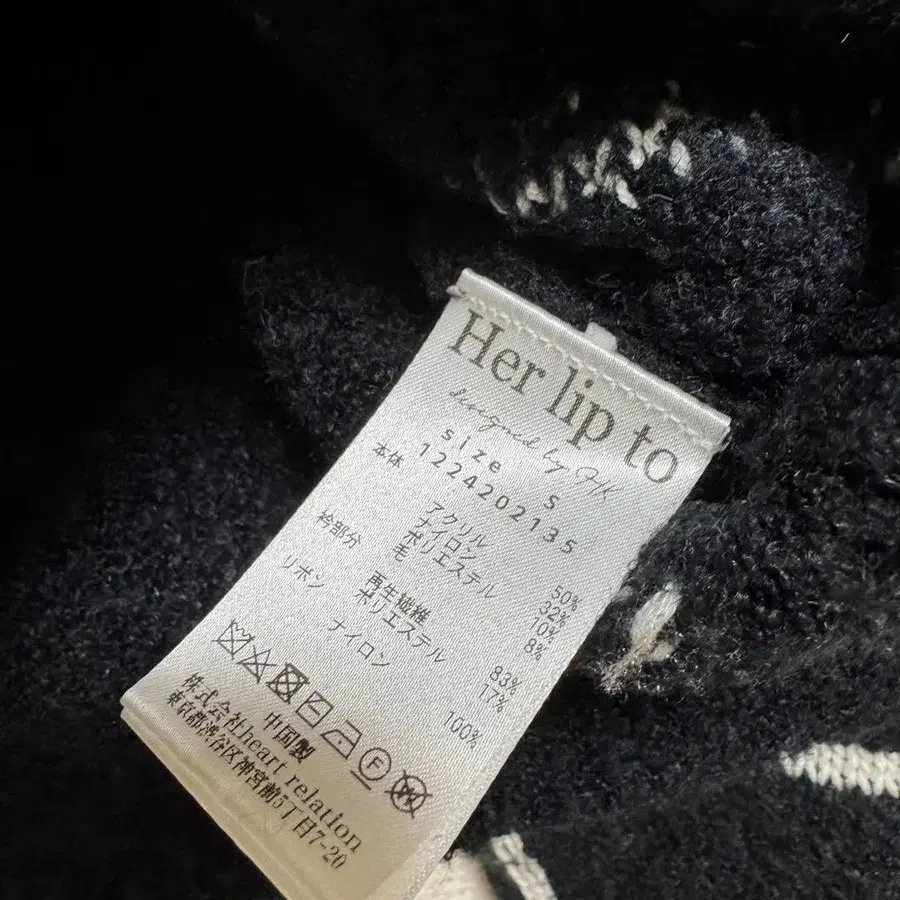 Her lip to
designed by
size S
1224202135
本体 アクリル 50%
ナイロン 32%
ポリエステル 10%
毛 8%
衿部分 再生繊維 83%
ポリエステル 17%
リボン ナイロン 100%
中国製
株式会社heart relation
東京都渋谷区神宮前5丁目7-20